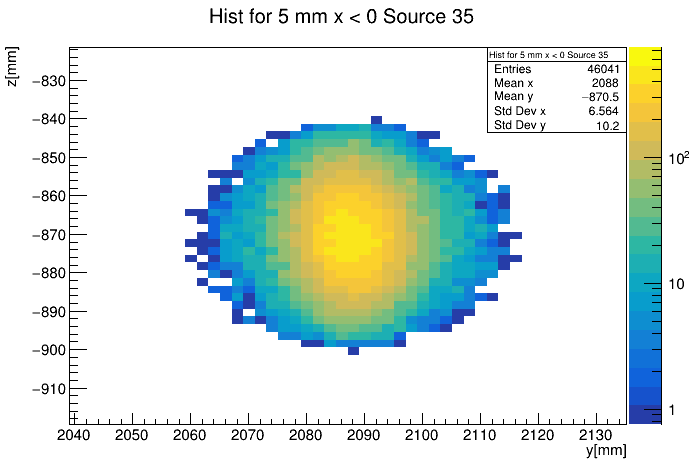 Hist for 5 mm x < 0 Source 35
z[mm]
Hist for 5 mm x < 0 Source 35
Entries 46041
Mean x 2088
Mean y −870.5
Std Dev x 6.564
Std Dev y 10.2
−830
−840
−850
−860
−870
−880
−890
−900
−910
10²
10
1
2040 2050 2060 2070 2080 2090 2100 2110 2120 2130
y[mm]